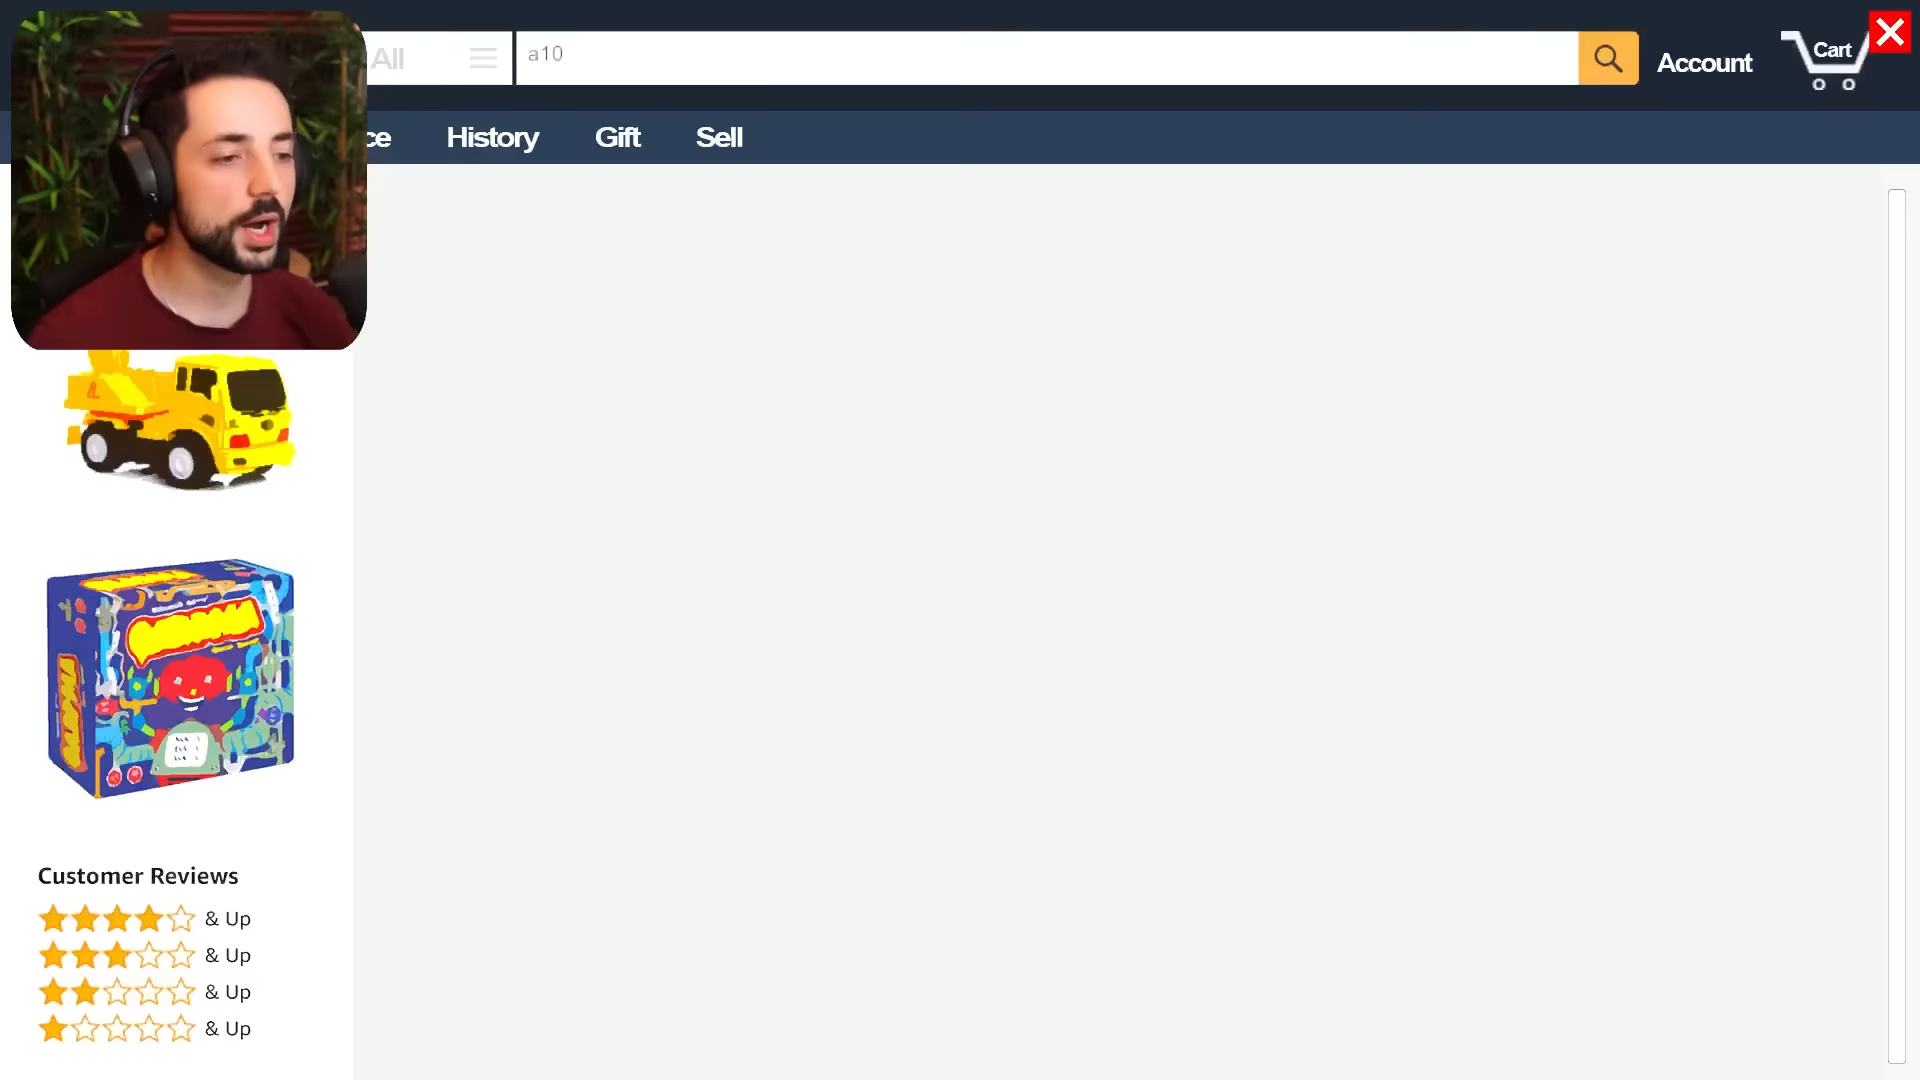 All
a10
Account
Cart
ce
History
Gift
Sell
Customer Reviews
& Up
& Up
& Up
& Up